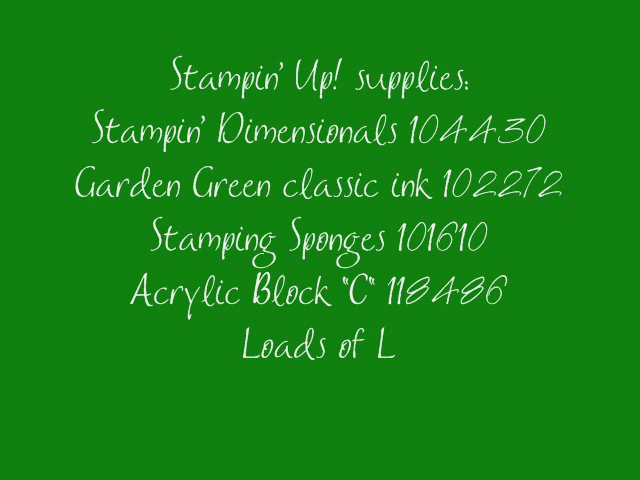 Stampin' Up! supplies:
Stampin' Dimensionals 104430
Garden Green classic ink 102272
Stamping Sponges 101610
Acrylic Block "C" 118486
Loads of L